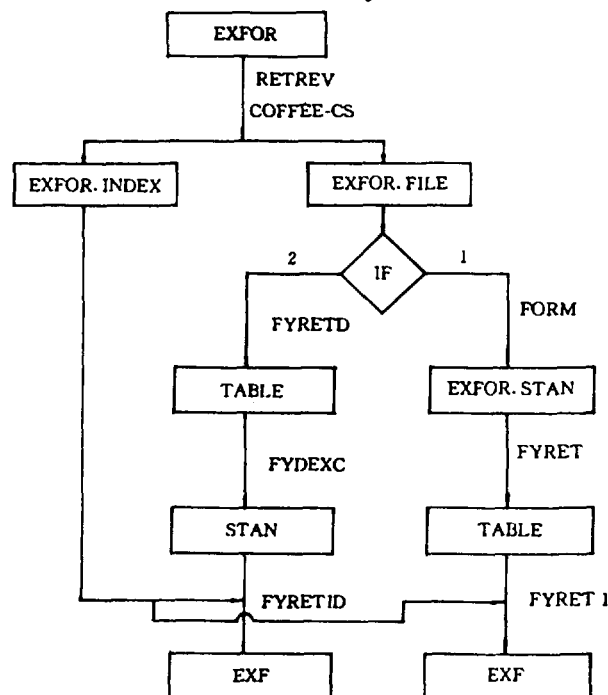 EXFOR
RETREV
COFFEE-CS
EXFOR. INDEX
EXFOR. FILE
2
IF
1
FYRETD
FORM
TABLE
EXFOR. STAN
FYDEXC
FYRET
STAN
TABLE
FYRET1D
FYRET 1
EXF
EXF